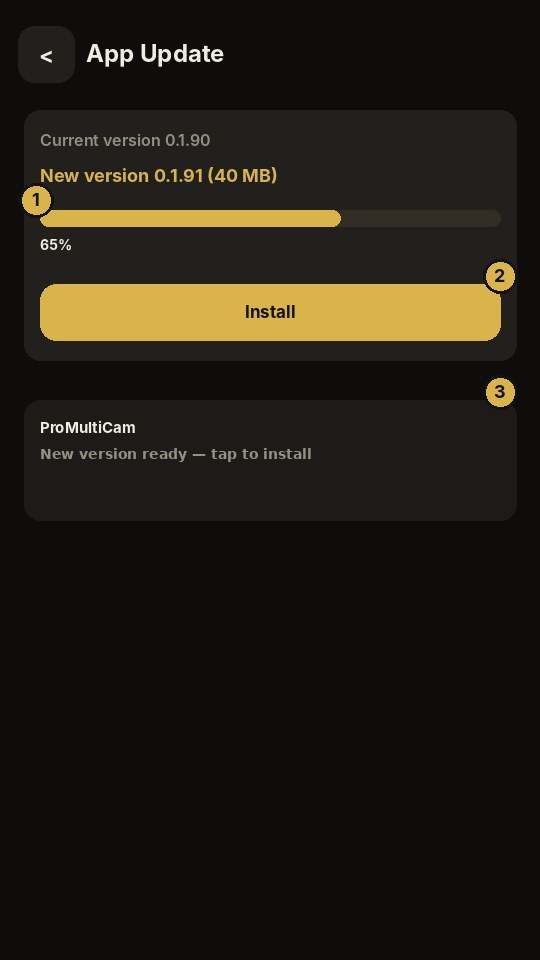 <
App Update
Current version 0.1.90
New version 0.1.91 (40 MB)
1
65%
2
Install
3
ProMultiCam
New version ready — tap to install